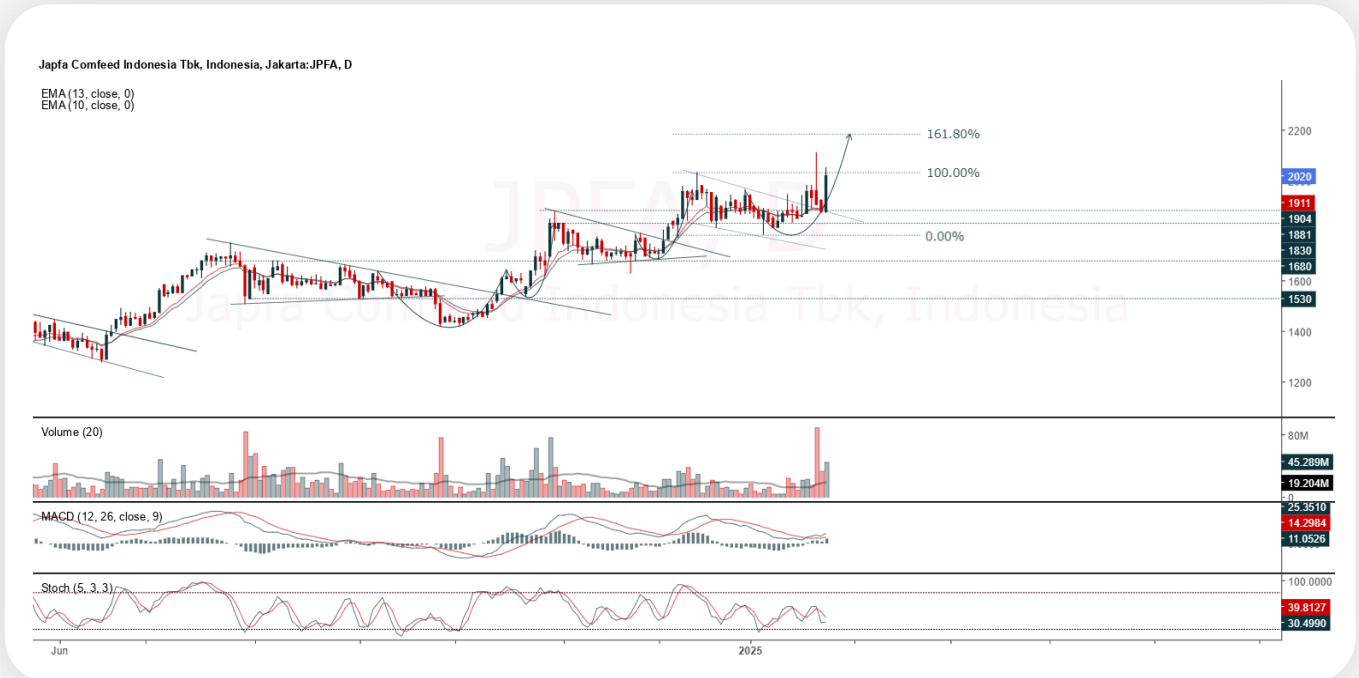 Japfa Comfeed Indonesia Tbk, Indonesia, Jakarta:JPFA, D
EMA (13, close, 0)
EMA (10, close, 0)
JPFA, D
Japfa Comfeed Indonesia Tbk, Indonesia
161.80%
100.00%
0.00%
2200
2020
1911
1904
1881
1830
1680
1600
1530
1400
1200
Volume (20)
80M
45.289M
19.204M
0
MACD (12, 26, close, 9)
25.3510
14.2984
11.0526
Stoch (5, 3, 3)
100.0000
39.8127
30.4990
Jun
2025